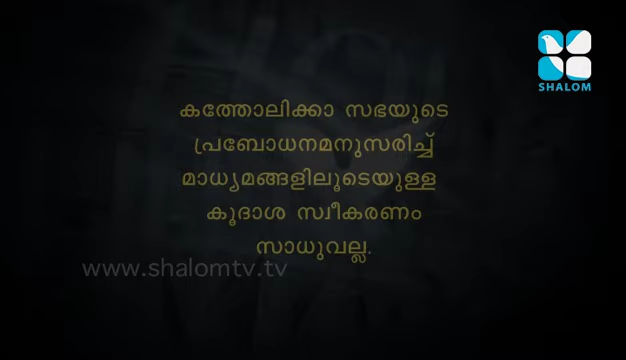 SHALOM
കത്തോലിക്കാ സഭയുടെ
പ്രബോധനമനുസരിച്ച്
മാധ്യമങ്ങളിലൂടെയുള്ള
കൂദാശ സ്വീകരണം
സാധുവല്ല.
www.shalomtv.tv